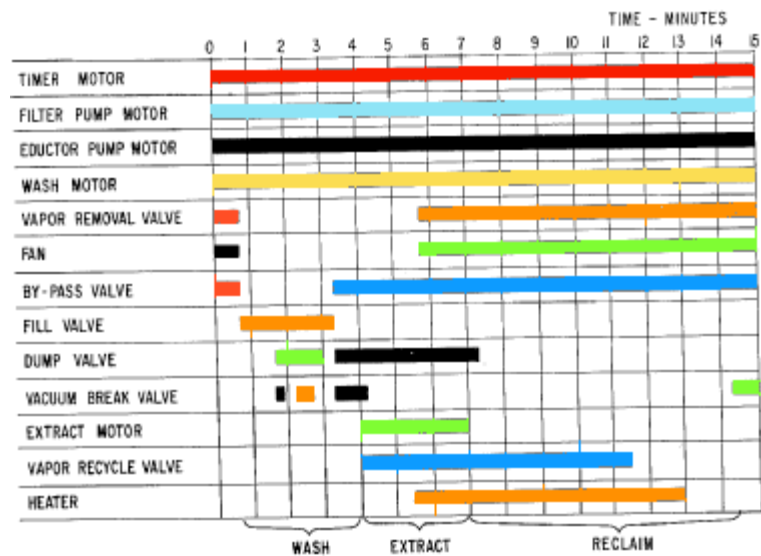 TIME - MINUTES
0 1 2 3 4 5 6 7 8 9 10 11 12 13 14 15
TIMER MOTOR
FILTER PUMP MOTOR
EDUCTOR PUMP MOTOR
WASH MOTOR
VAPOR REMOVAL VALVE
FAN
BY-PASS VALVE
FILL VALVE
DUMP VALVE
VACUUM BREAK VALVE
EXTRACT MOTOR
VAPOR RECYCLE VALVE
HEATER
WASH EXTRACT RECLAIM